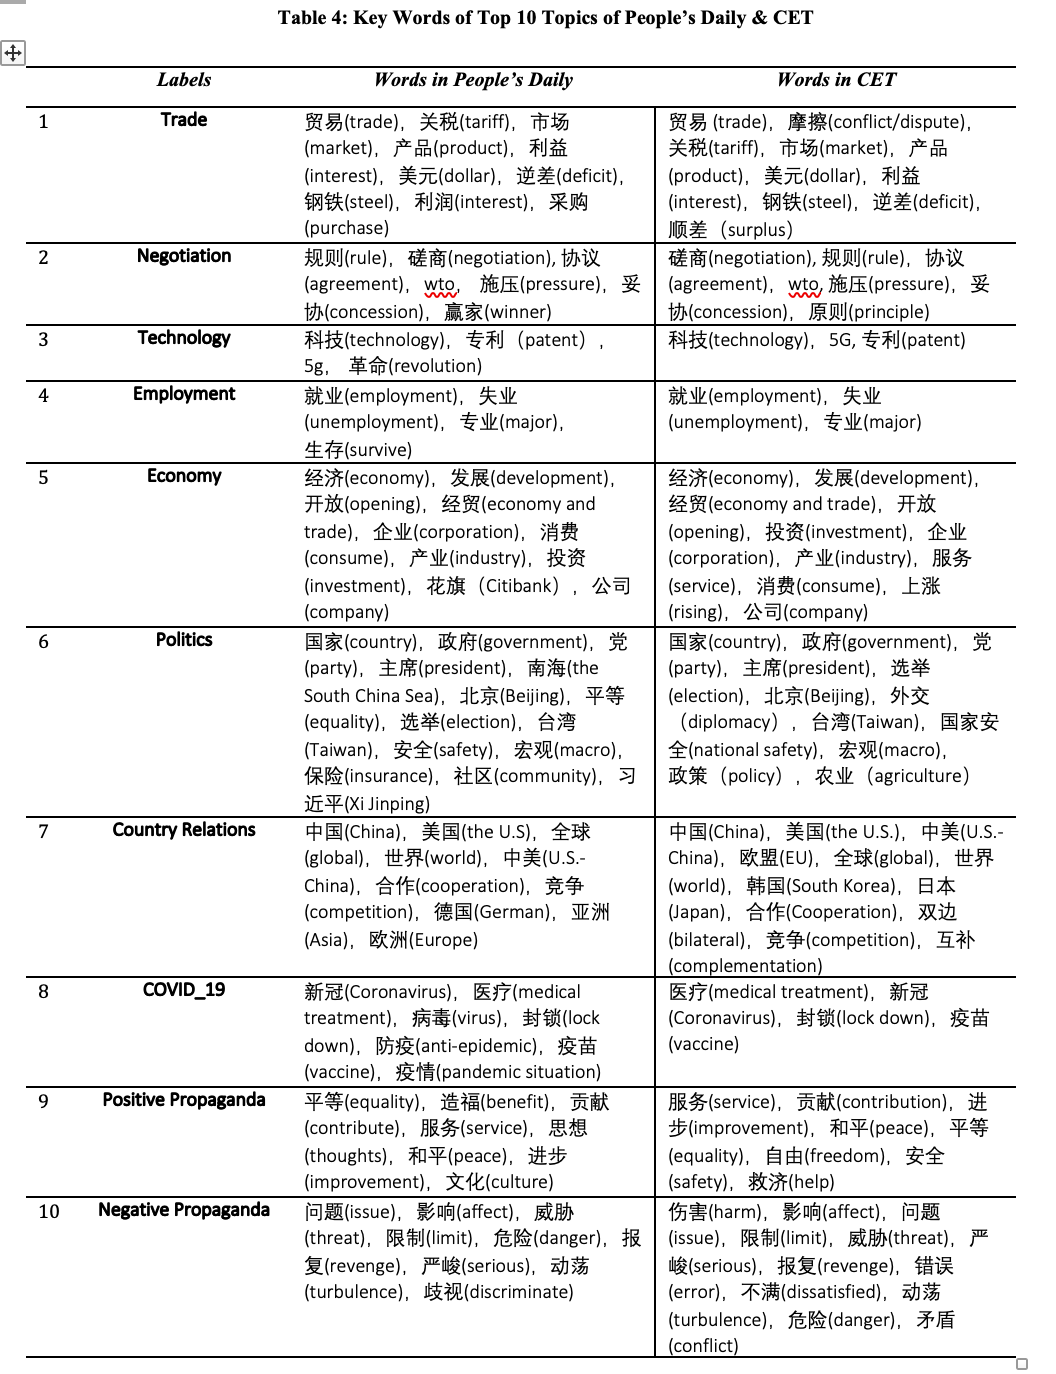 Table 4: Key Words of Top 10 Topics of People's Daily & CET
Labels
Words in People's Daily
Words in CET
1
Trade
贸易(trade)，关税(tariff)，市场
(market)，产品(product)，利益
(interest)，美元(dollar)，逆差(deficit)，
钢铁(steel)，利润(interest)，采购
(purchase)
贸易 (trade)，摩擦(conflict/dispute)，
关税(tariff)，市场(market)，产品
(product)，美元(dollar)，利益
(interest)，钢铁(steel)，逆差(deficit)，
顺差（surplus）
2
Negotiation
规则(rule)，磋商(negotiation), 协议
(agreement)，wto， 施压(pressure)，妥
协(concession)，赢家(winner)
磋商(negotiation), 规则(rule)，协议
(agreement)，wto, 施压(pressure)，妥
协(concession)，原则(principle)
3
Technology
科技(technology)，专利（patent），
5g， 革命(revolution)
科技(technology)，5G, 专利(patent)
4
Employment
就业(employment)，失业
(unemployment)，专业(major)，
生存(survive)
就业(employment)，失业
(unemployment)，专业(major)
5
Economy
经济(economy)，发展(development)，
开放(opening)，经贸(economy and
trade)，企业(corporation)，消费
(consume)，产业(industry)，投资
(investment)，花旗（Citibank），公司
(company)
经济(economy)，发展(development)，
经贸(economy and trade)，开放
(opening)，投资(investment)，企业
(corporation)，产业(industry)，服务
(service)，消费(consume)，上涨
(rising)，公司(company)
6
Politics
国家(country)，政府(government)，党
(party)，主席(president)，南海(the
South China Sea)，北京(Beijing)，平等
(equality)，选举(election)，台湾
(Taiwan)，安全(safety)，宏观(macro)，
保险(insurance)，社区(community)，习
近平(Xi Jinping)
国家(country)，政府(government)，党
(party)，主席(president)，选举
(election)，北京(Beijing)，外交
（diplomacy），台湾(Taiwan)，国家安
全(national safety)，宏观(macro)，
政策（policy），农业（agriculture）
7
Country Relations
中国(China)，美国(the U.S)，全球
(global)，世界(world)，中美(U.S.-
China)，合作(cooperation)，竞争
(competition)，德国(German)，亚洲
(Asia)，欧洲(Europe)
中国(China)，美国(the U.S.)，中美(U.S.-
China)，欧盟(EU)，全球(global)，世界
(world)，韩国(South Korea)，日本
(Japan)，合作(Cooperation)，双边
(bilateral)，竞争(competition)，互补
(complementation)
8
COVID_19
新冠(Coronavirus)，医疗(medical
treatment)，病毒(virus)，封锁(lock
down)，防疫(anti-epidemic)，疫苗
(vaccine)，疫情(pandemic situation)
医疗(medical treatment)，新冠
(Coronavirus)，封锁(lock down)，疫苗
(vaccine)
9
Positive Propaganda
平等(equality)，造福(benefit)，贡献
(contribute)，服务(service)，思想
(thoughts)，和平(peace)，进步
(improvement)，文化(culture)
服务(service)，贡献(contribution)，进
步(improvement)，和平(peace)，平等
(equality)，自由(freedom)，安全
(safety)，救济(help)
10
Negative Propaganda
问题(issue)，影响(affect)，威胁
(threat)，限制(limit)，危险(danger)，报
复(revenge)，严峻(serious)，动荡
(turbulence)，歧视(discriminate)
伤害(harm)，影响(affect)，问题
(issue)，限制(limit)，威胁(threat)，严
峻(serious)，报复(revenge)，错误
(error)，不满(dissatisfied)，动荡
(turbulence)，危险(danger)，矛盾
(conflict)